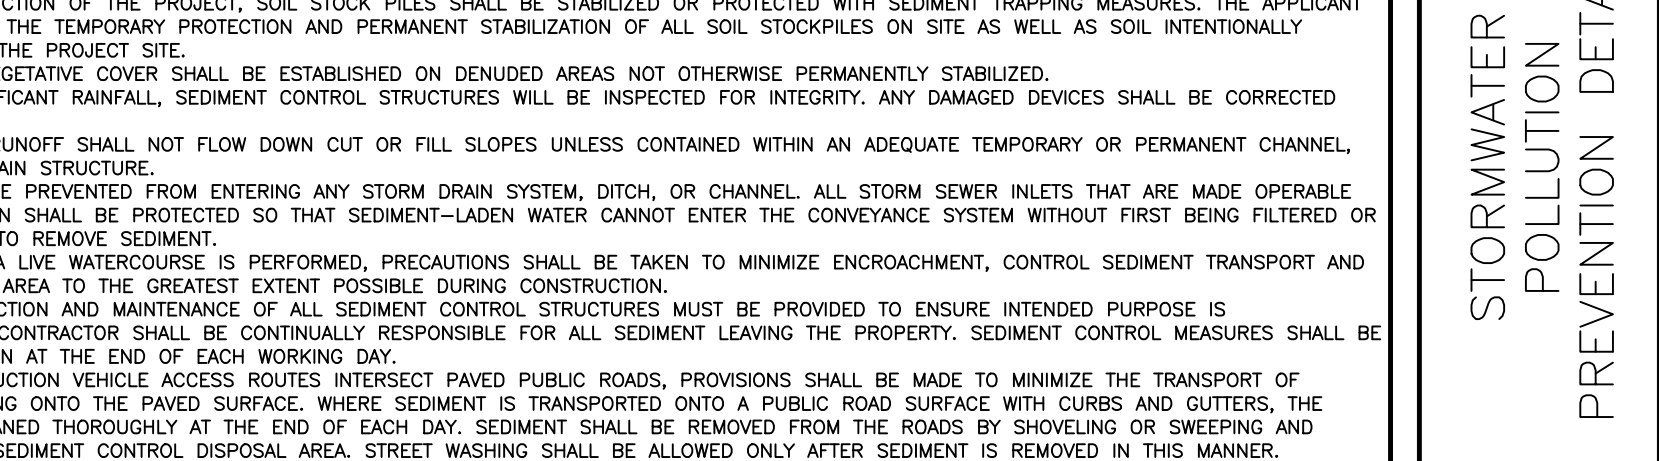 CTION OF THE PROJECT, SOIL STOCK PILES SHALL BE STABILIZED OR PROTECTED WITH SEDIMENT TRAPPING MEASURES. THE APPLICANT
THE TEMPORARY PROTECTION AND PERMANENT STABILIZATION OF ALL SOIL STOCKPILES ON SITE AS WELL AS SOIL INTENTIONALLY
THE PROJECT SITE.
EGETATIVE COVER SHALL BE ESTABLISHED ON DENUDED AREAS NOT OTHERWISE PERMANENTLY STABILIZED.
FICANT RAINFALL, SEDIMENT CONTROL STRUCTURES WILL BE INSPECTED FOR INTEGRITY. ANY DAMAGED DEVICES SHALL BE CORRECTED
RUNOFF SHALL NOT FLOW DOWN CUT OR FILL SLOPES UNLESS CONTAINED WITHIN AN ADEQUATE TEMPORARY OR PERMANENT CHANNEL,
AIN STRUCTURE.
E PREVENTED FROM ENTERING ANY STORM DRAIN SYSTEM, DITCH, OR CHANNEL. ALL STORM SEWER INLETS THAT ARE MADE OPERABLE
N SHALL BE PROTECTED SO THAT SEDIMENT–LADEN WATER CANNOT ENTER THE CONVEYANCE SYSTEM WITHOUT FIRST BEING FILTERED OR
TO REMOVE SEDIMENT.
A LIVE WATERCOURSE IS PERFORMED, PRECAUTIONS SHALL BE TAKEN TO MINIMIZE ENCROACHMENT, CONTROL SEDIMENT TRANSPORT AND
AREA TO THE GREATEST EXTENT POSSIBLE DURING CONSTRUCTION.
CTION AND MAINTENANCE OF ALL SEDIMENT CONTROL STRUCTURES MUST BE PROVIDED TO ENSURE INTENDED PURPOSE IS
CONTRACTOR SHALL BE CONTINUALLY RESPONSIBLE FOR ALL SEDIMENT LEAVING THE PROPERTY. SEDIMENT CONTROL MEASURES SHALL BE
N AT THE END OF EACH WORKING DAY.
UCTION VEHICLE ACCESS ROUTES INTERSECT PAVED PUBLIC ROADS, PROVISIONS SHALL BE MADE TO MINIMIZE THE TRANSPORT OF
NG ONTO THE PAVED SURFACE. WHERE SEDIMENT IS TRANSPORTED ONTO A PUBLIC ROAD SURFACE WITH CURBS AND GUTTERS, THE
NED THOROUGHLY AT THE END OF EACH DAY. SEDIMENT SHALL BE REMOVED FROM THE ROADS BY SHOVELING OR SWEEPING AND
SEDIMENT CONTROL DISPOSAL AREA. STREET WASHING SHALL BE ALLOWED ONLY AFTER SEDIMENT IS REMOVED IN THIS MANNER.
STORMWATER
POLLUTION
PREVENTION DETA